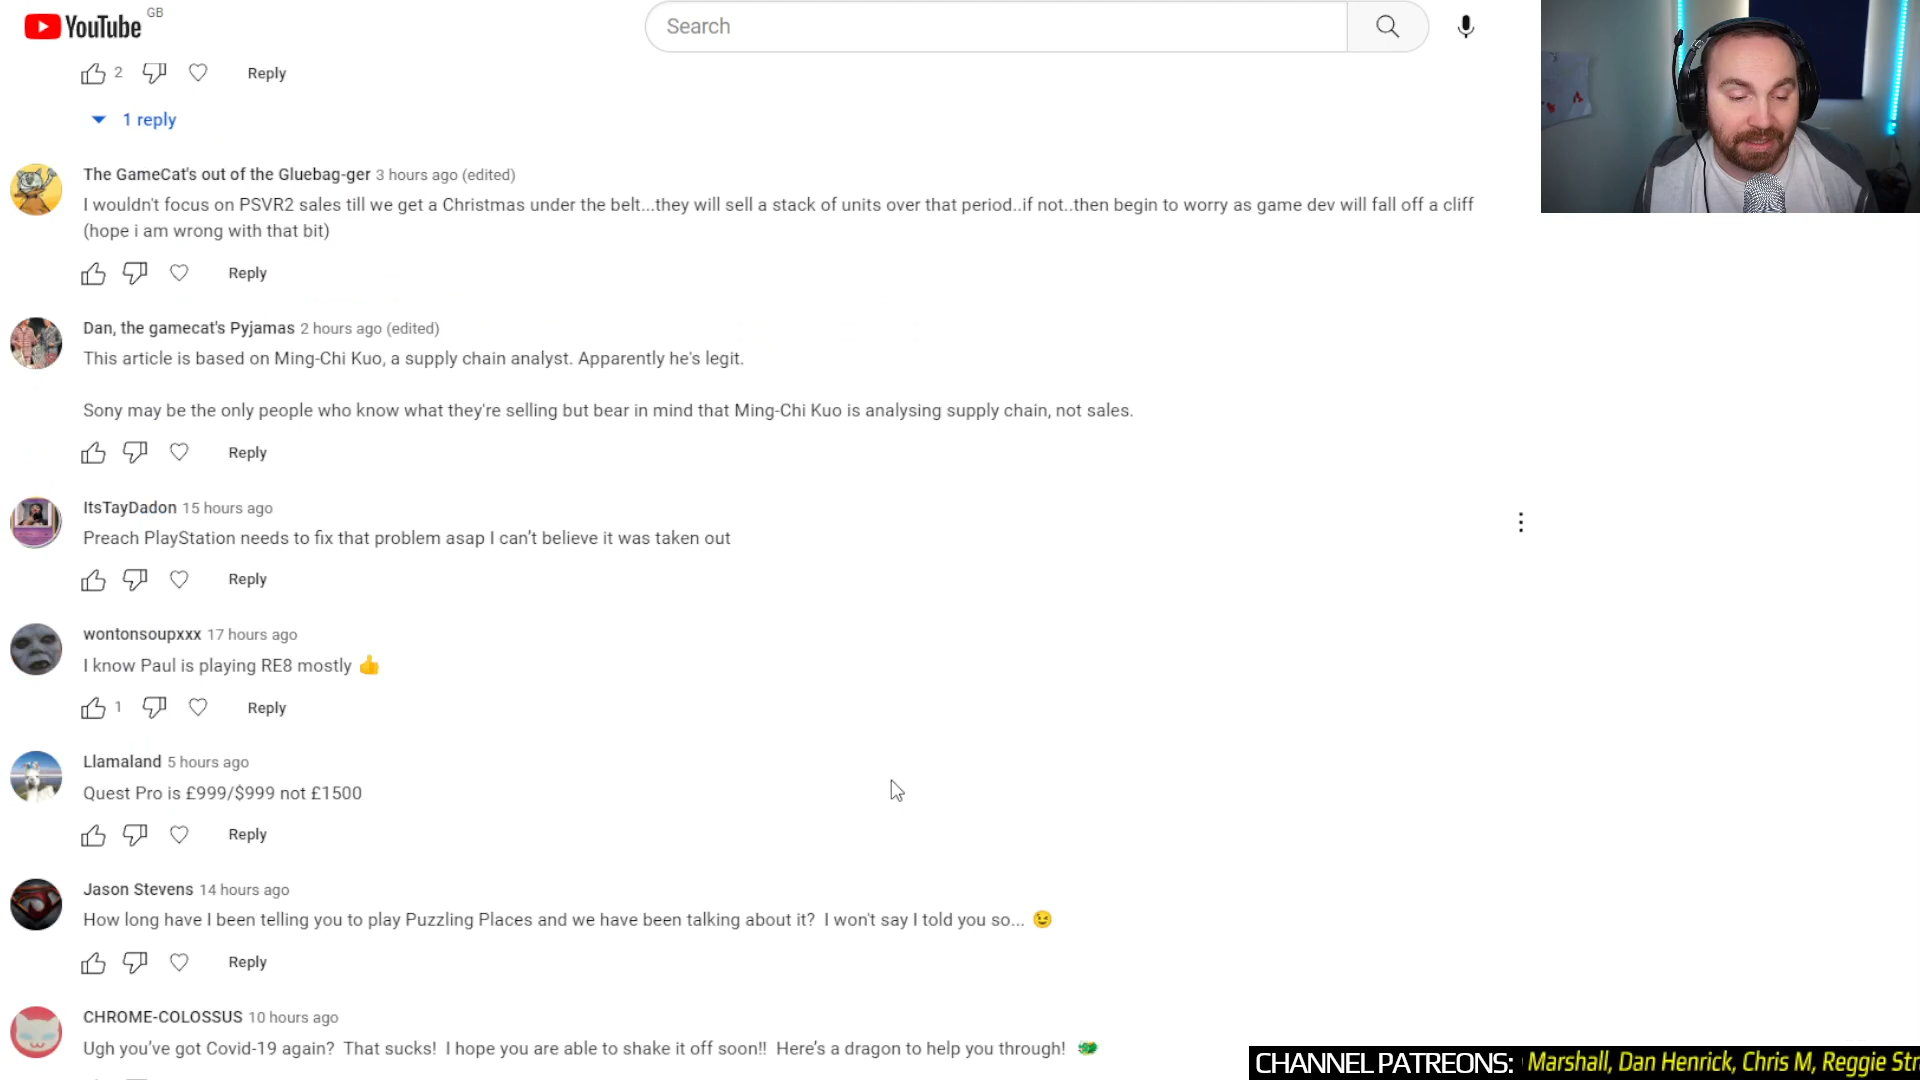 YouTube GB
Search
2 Reply
1 reply
The GameCat's out of the Gluebag-ger 3 hours ago (edited)
I wouldn't focus on PSVR2 sales till we get a Christmas under the belt...they will sell a stack of units over that period..if not..then begin to worry as game dev will fall off a cliff
(hope i am wrong with that bit)
Reply
Dan, the gamecat's Pyjamas 2 hours ago (edited)
This article is based on Ming-Chi Kuo, a supply chain analyst. Apparently he's legit.
Sony may be the only people who know what they're selling but bear in mind that Ming-Chi Kuo is analysing supply chain, not sales.
Reply
ItsTayDadon 15 hours ago
Preach PlayStation needs to fix that problem asap I can’t believe it was taken out
Reply
wontonsoupxxx 17 hours ago
I know Paul is playing RE8 mostly 👍
1 Reply
Llamaland 5 hours ago
Quest Pro is £999/$999 not £1500
Reply
Jason Stevens 14 hours ago
How long have I been telling you to play Puzzling Places and we have been talking about it? I won't say I told you so... 😉
Reply
CHROME-COLOSSUS 10 hours ago
Ugh you’ve got Covid-19 again? That sucks! I hope you are able to shake it off soon!! Here’s a dragon to help you through! 🐲
CHANNEL PATREONS: Marshall, Dan Henrick, Chris M, Reggie Str